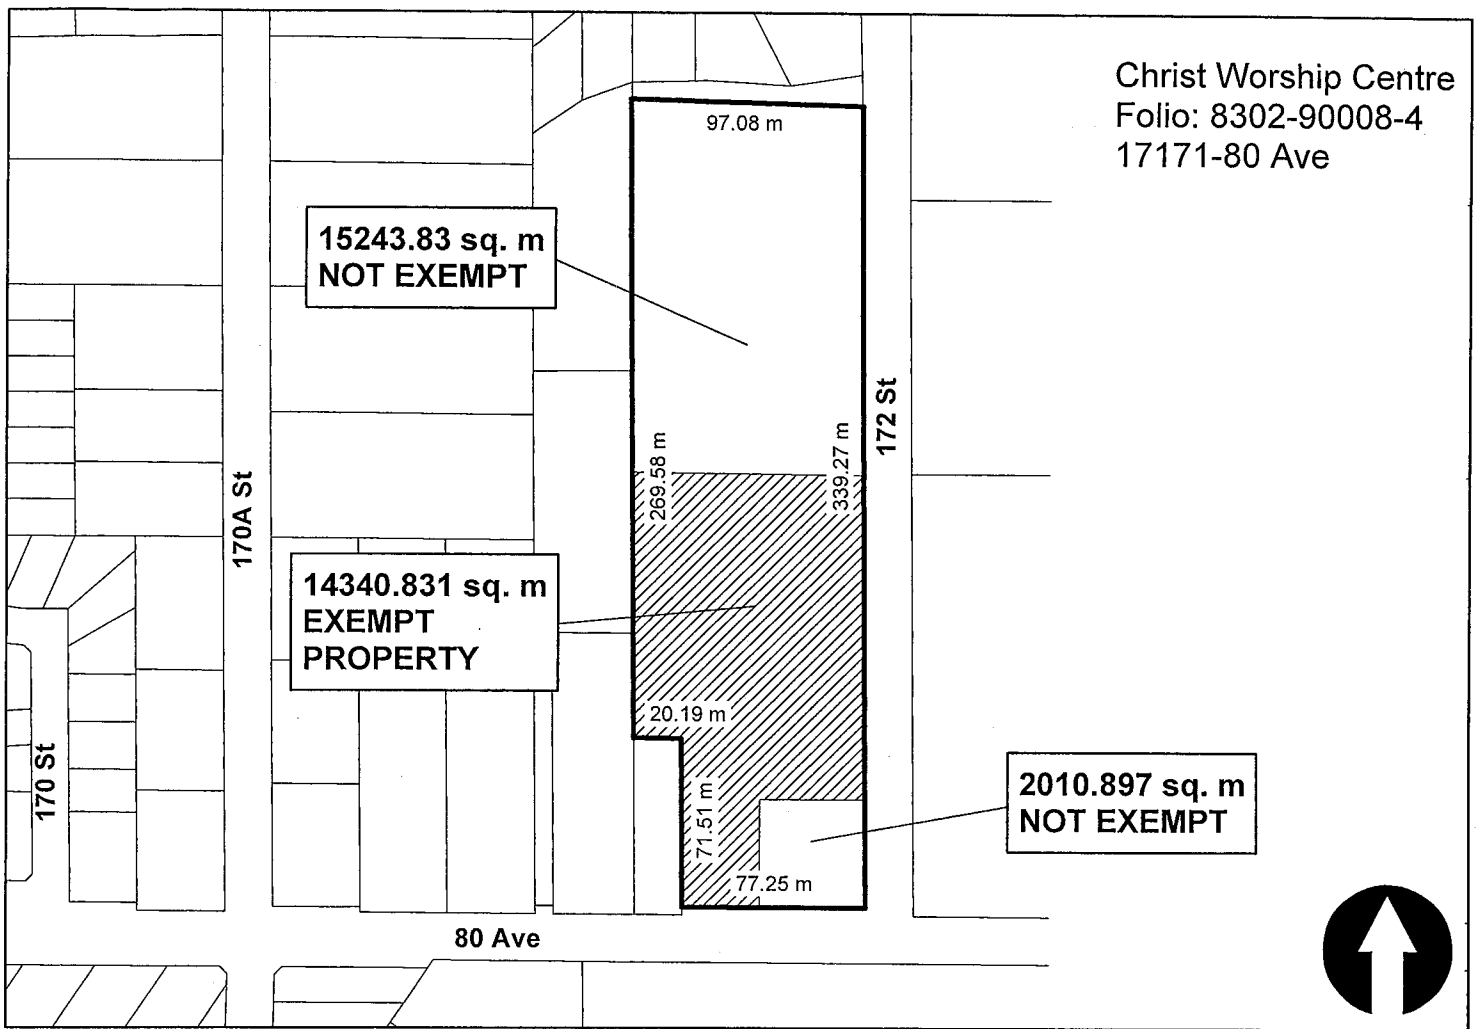 Christ Worship Centre
Folio: 8302-90008-4
17171-80 Ave
97.08 m
15243.83 sq. m
NOT EXEMPT
172 St
269.58 m
339.27 m
170A St
14340.831 sq. m
EXEMPT
PROPERTY
20.19 m
170 St
71.51 m
2010.897 sq. m
NOT EXEMPT
77.25 m
80 Ave